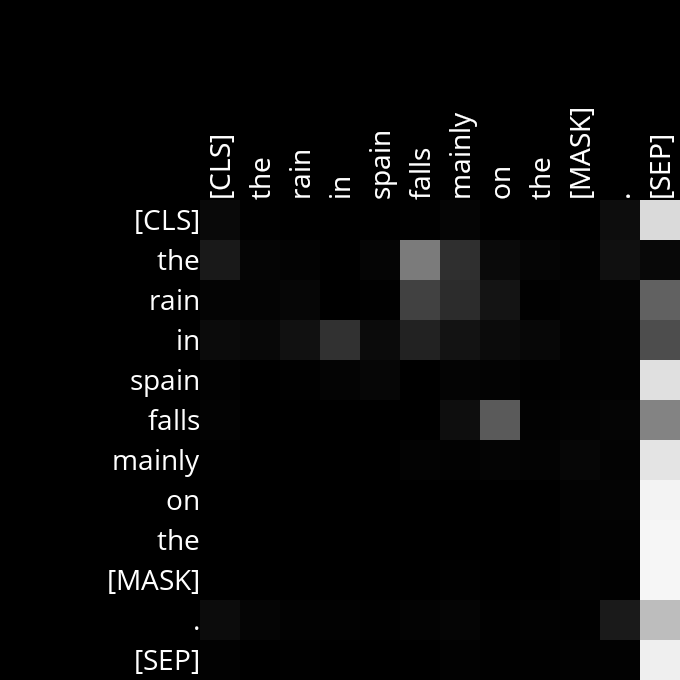 [CLS] the rain in spain falls mainly on the [MASK] . [SEP]
[CLS]
the
rain
in
spain
falls
mainly
on
the
[MASK]
.
[SEP]